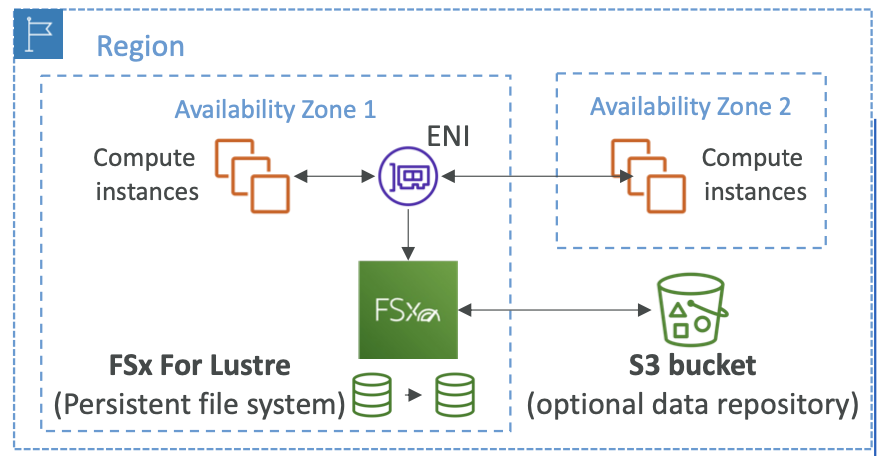 Region
Availability Zone 1
Availability Zone 2
ENI
Compute
instances
Compute
instances
FSx
FSx For Lustre
(Persistent file system)
S3 bucket
(optional data repository)